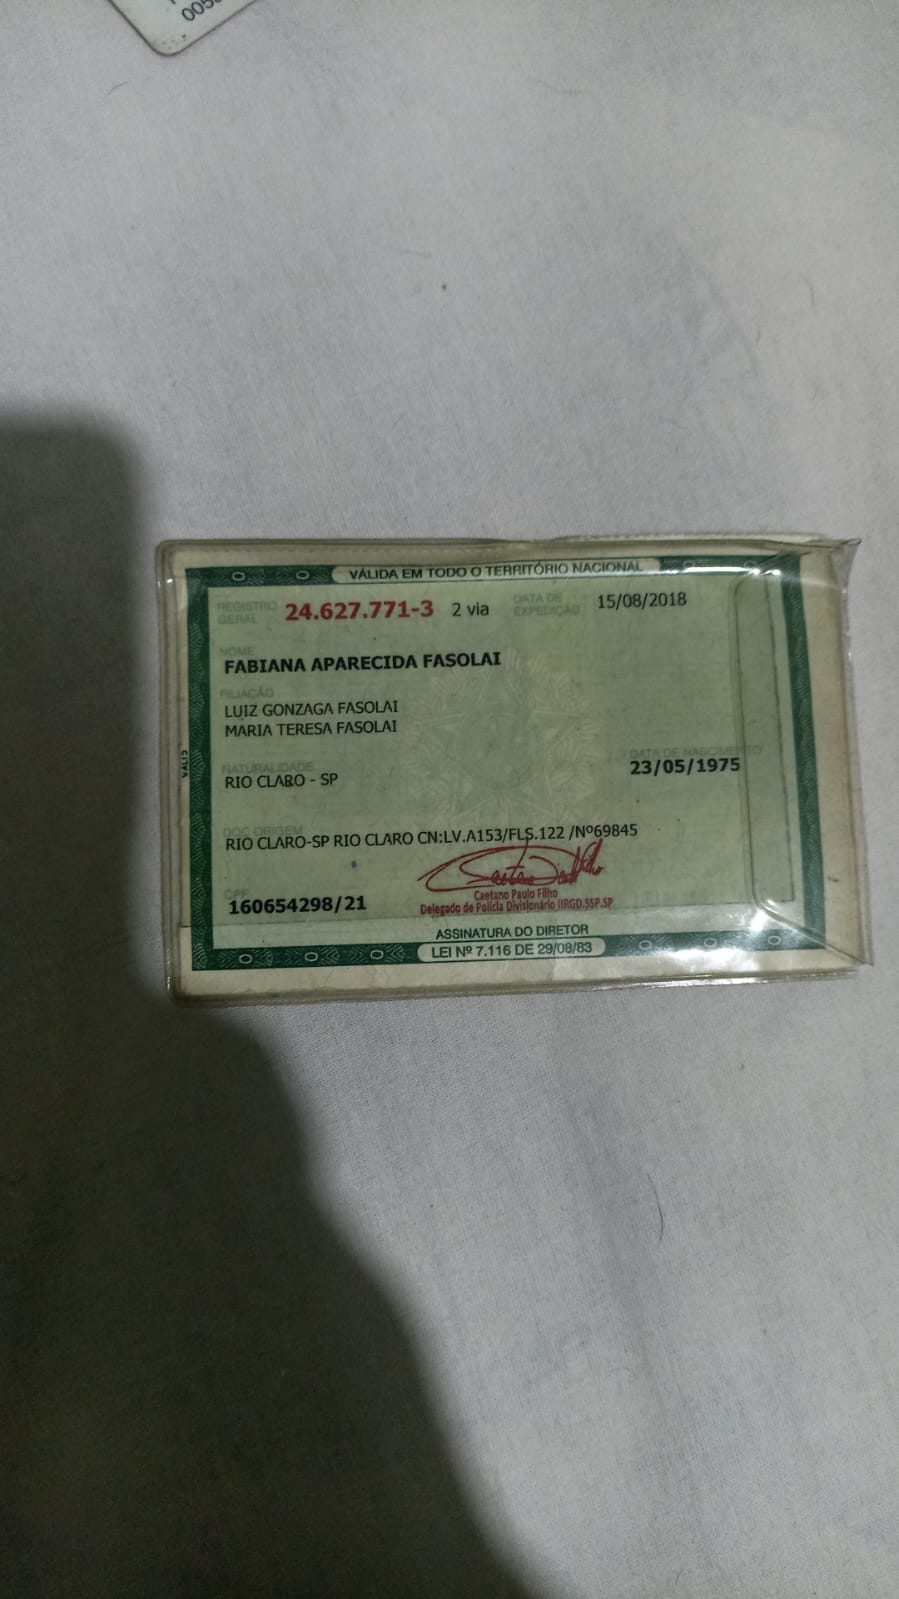 005
VÁLIDA EM TODO O TERRITÓRIO NACIONAL
REGISTRO GERAL 24.627.771-3 2 via DATA DE EXPEDIÇÃO 15/08/2018
NOME
FABIANA APARECIDA FASOLAI
FILIAÇÃO
LUIZ GONZAGA FASOLAI
MARIA TERESA FASOLAI
NATURALIDADE DATA DE NASCIMENTO
RIO CLARO - SP 23/05/1975
DOC ORIGEM
RIO CLARO-SP RIO CLARO CN:LV.A153/FLS.122 /Nº69845
CPF
160654298/21
Caetano Paulo Filho
Delegado de Polícia Divisionário IIRGD.SSP.SP
ASSINATURA DO DIRETOR
LEI Nº 7.116 DE 29/08/83